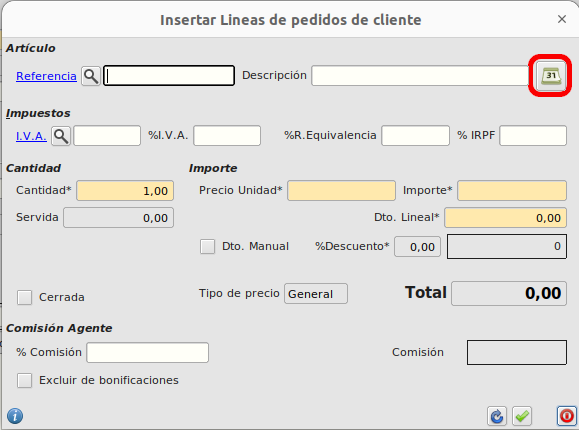 Insertar Lineas de pedidos de cliente
Artículo
Referencia Descripción 31
Impuestos
I.V.A. %I.V.A. %R.Equivalencia % IRPF
Cantidad Importe
Cantidad* 1,00 Precio Unidad* Importe*
Servida 0,00 Dto. Lineal* 0,00
Dto. Manual %Descuento* 0,00 0
Cerrada Tipo de precio General Total 0,00
Comisión Agente
% Comisión Comisión
Excluir de bonificaciones